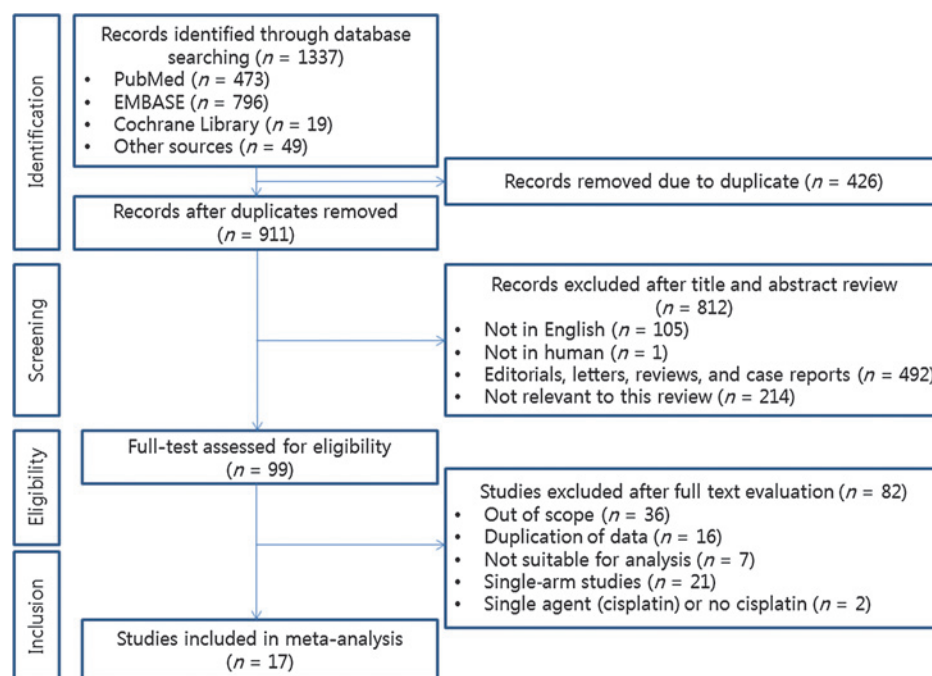 Identification
Records identified through database
searching (n = 1337)
• PubMed (n = 473)
• EMBASE (n = 796)
• Cochrane Library (n = 19)
• Other sources (n = 49)
Records removed due to duplicate (n = 426)
Records after duplicates removed
(n = 911)
Screening
Records excluded after title and abstract review
(n = 812)
• Not in English (n = 105)
• Not in human (n = 1)
• Editorials, letters, reviews, and case reports (n = 492)
• Not relevant to this review (n = 214)
Eligibility
Full-test assessed for eligibility
(n = 99)
Studies excluded after full text evaluation (n = 82)
• Out of scope (n = 36)
• Duplication of data (n = 16)
• Not suitable for analysis (n = 7)
• Single-arm studies (n = 21)
• Single agent (cisplatin) or no cisplatin (n = 2)
Inclusion
Studies included in meta-analysis
(n = 17)